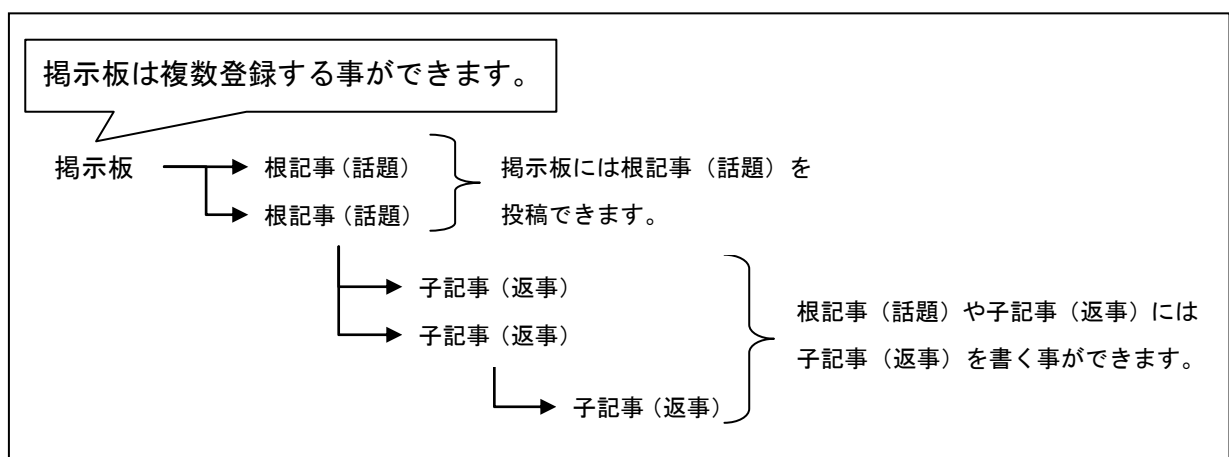 掲示板は複数登録する事ができます。
掲示板
根記事（話題）
根記事（話題）
掲示板には根記事（話題）を
投稿できます。
子記事（返事）
子記事（返事）
子記事（返事）
根記事（話題）や子記事（返事）には
子記事（返事）を書く事ができます。